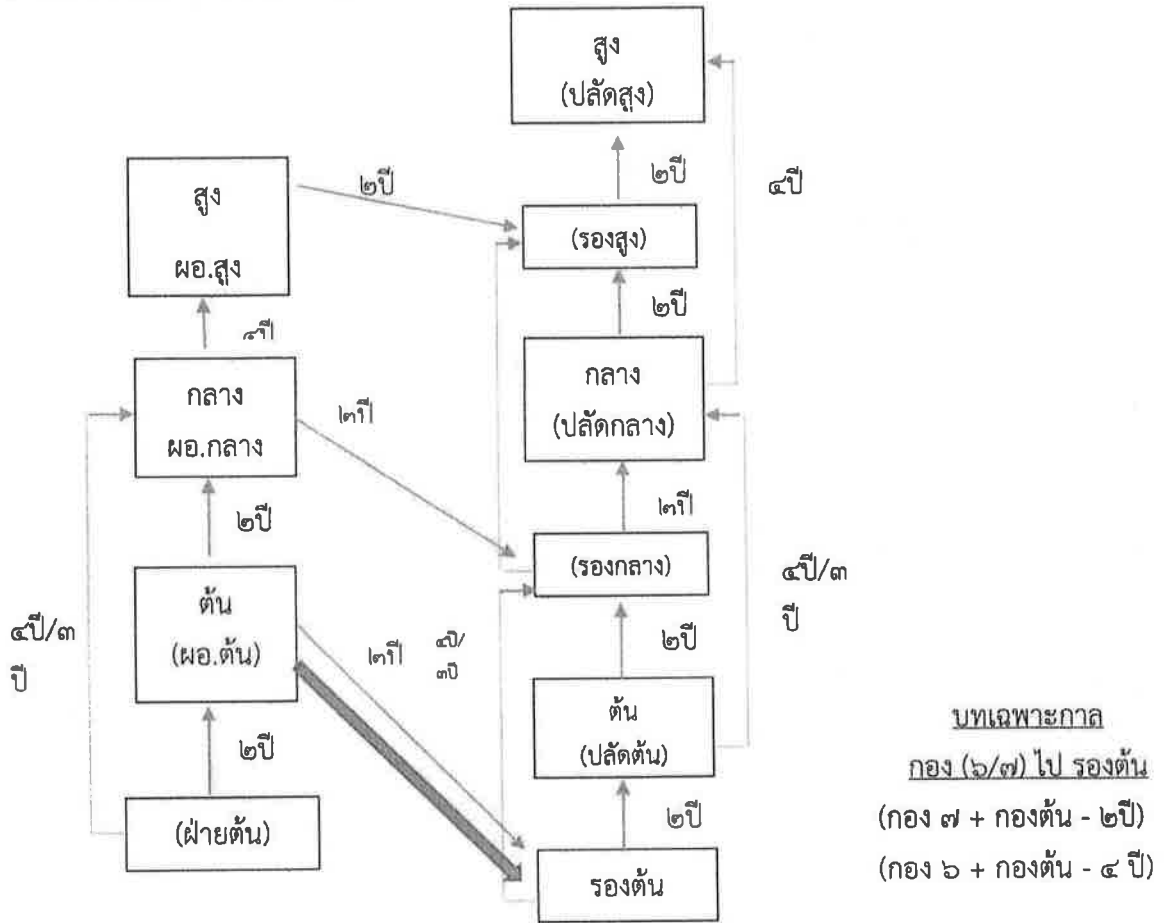 สูง
(ปลัดสูง)
๒ปี
๔ปี
สูง
ผอ.สูง
๒ปี
(รองสูง)
๔ปี
๒ปี
กลาง
ผอ.กลาง
กลาง
(ปลัดกลาง)
๒ปี
๒ปี
๒ปี
(รองกลาง)
๔ปี/๓
ปี
๔ปี/๓
ปี
ต้น
(ผอ.ต้น)
๒ปี
๔ปี/
๓ปี
๒ปี
ต้น
(ปลัดต้น)
๒ปี
(ฝ่ายต้น)
๒ปี
รองต้น
บทเฉพาะกาล
กอง (๖/๗) ไป รองต้น
(กอง ๗ + กองต้น - ๒ปี)
(กอง ๖ + กองต้น - ๔ ปี)